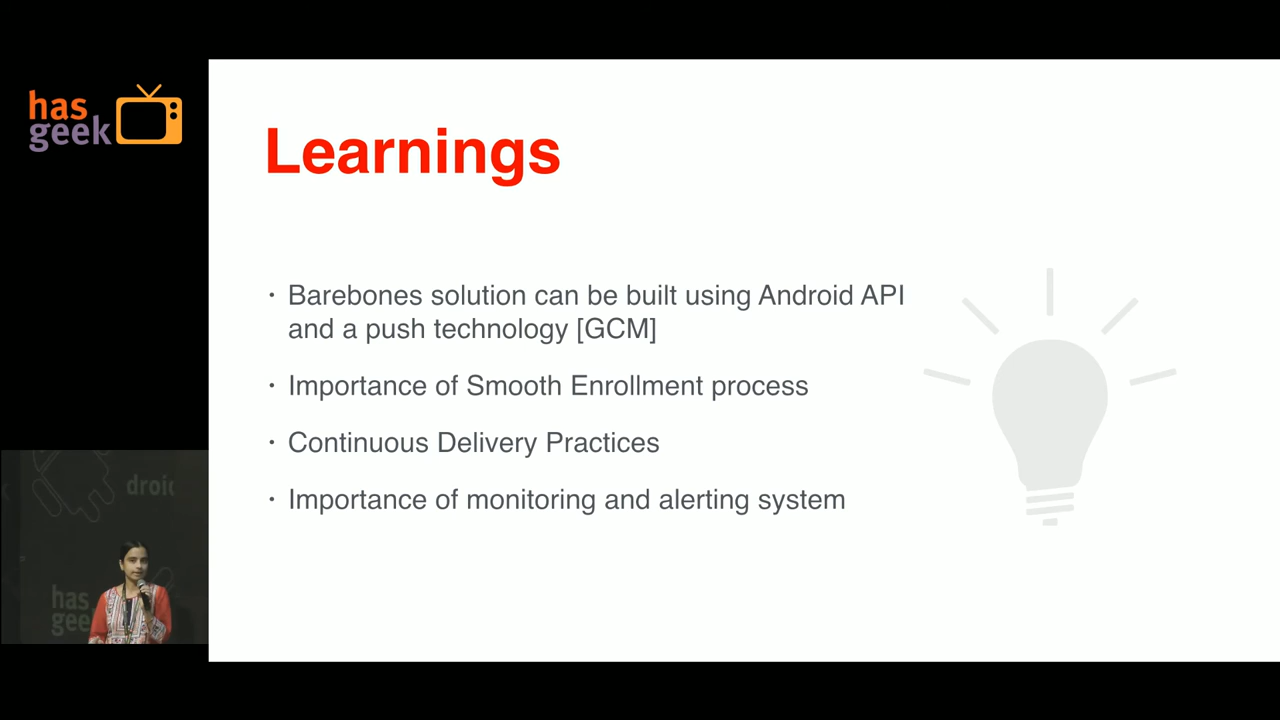 has
geek
Learnings
· Barebones solution can be built using Android API
and a push technology [GCM]
· Importance of Smooth Enrollment process
· Continuous Delivery Practices
· Importance of monitoring and alerting system
droid
has
geek